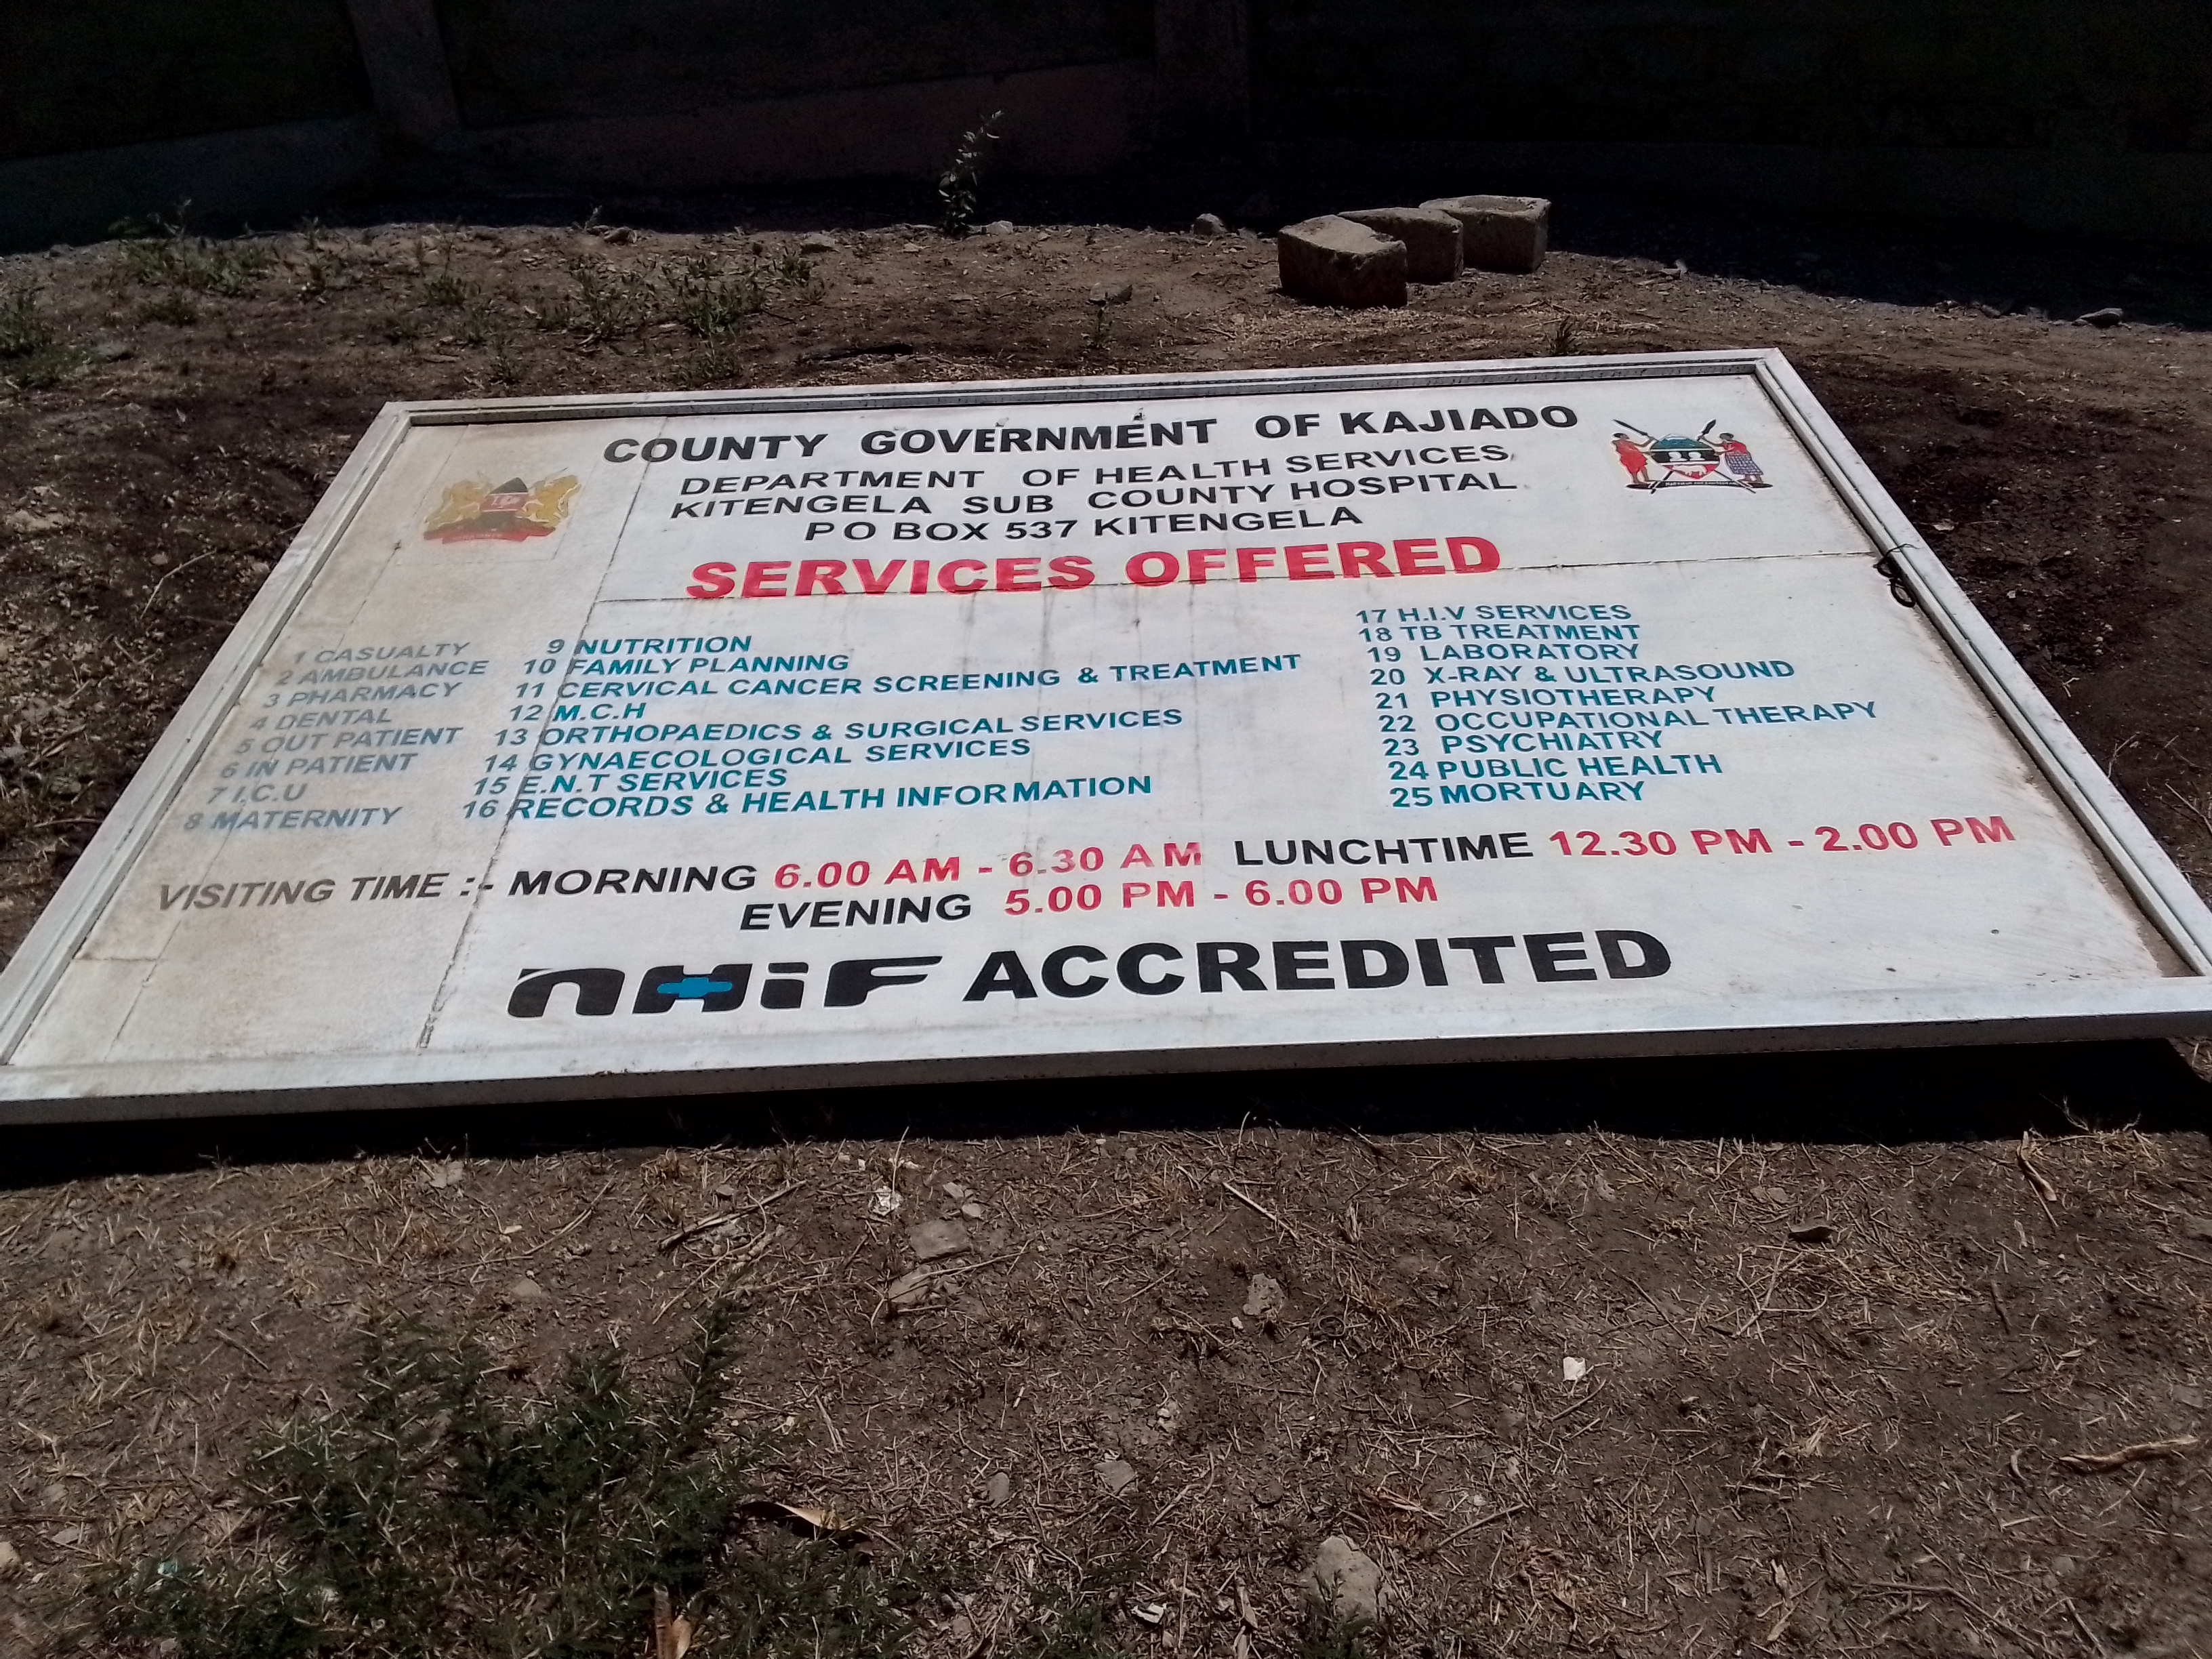 COUNTY GOVERNMENT OF KAJIADO
DEPARTMENT OF HEALTH SERVICES,
KITENGELA SUB COUNTY HOSPITAL
P O BOX 537 KITENGELA
SERVICES OFFERED
1 CASUALTY
2 AMBULANCE
3 PHARMACY
4 DENTAL
5 OUT PATIENT
6 IN PATIENT
7 I.C.U
8 MATERNITY
9 NUTRITION
10 FAMILY PLANNING
11 CERVICAL CANCER SCREENING & TREATMENT
12 M.C.H
13 ORTHOPAEDICS & SURGICAL SERVICES
14 GYNAECOLOGICAL SERVICES
15 E.N.T SERVICES
16 RECORDS & HEALTH INFORMATION
17 H.I.V SERVICES
18 TB TREATMENT
19 LABORATORY
20 X-RAY & ULTRASOUND
21 PHYSIOTHERAPY
22 OCCUPATIONAL THERAPY
23 PSYCHIATRY
24 PUBLIC HEALTH
25 MORTUARY
VISITING TIME :- MORNING 6.00 AM - 6.30 AM LUNCHTIME 12.30 PM - 2.00 PM
EVENING 5.00 PM - 6.00 PM
NHiF ACCREDITED